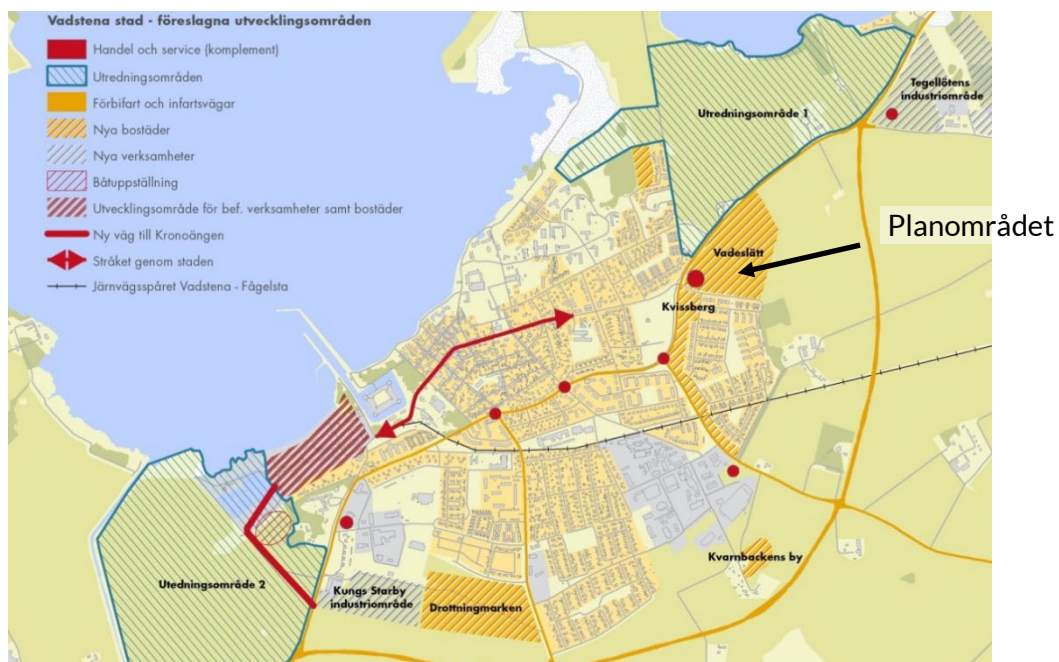 Vadstena stad - föreslagna utvecklingsområden
Handel och service (komplement)
Utredningsområden
Förbifart och infartsvägar
Nya bostäder
Nya verksamheter
Båtuppställning
Utvecklingsområde för bef. verksamheter samt bostäder
Ny väg till Kronoängen
Stråket genom staden
Järnvägsspåret Vadstena - Fågelsta
Tegellötens
industriområde
Utredningsområde 1
Planområdet
Vadeslätt
Kvissberg
Kvarnbackens by
Utedningsområde 2
Kungs Starby
industriområde
Drottningmarken